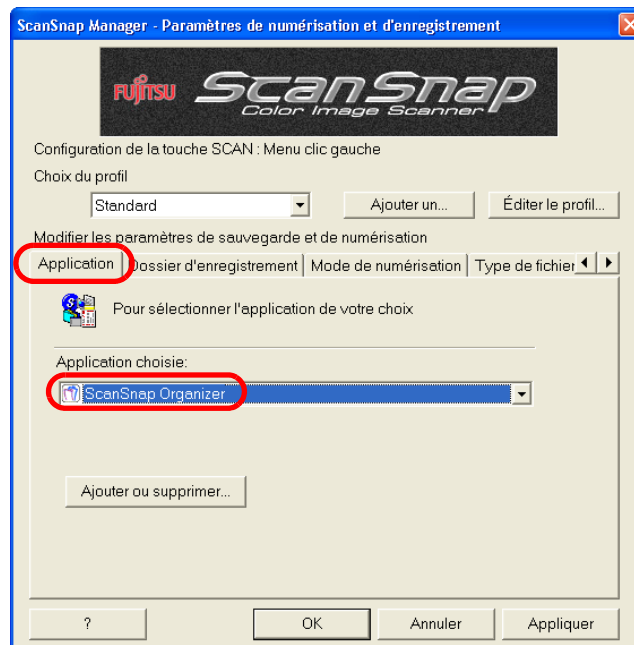 ScanSnap Manager - Paramètres de numérisation et d'enregistrement
FUJITSU ScanSnap
Color Image Scanner
Configuration de la touche SCAN : Menu clic gauche
Choix du profil
Standard Ajouter un... Éditer le profil...
Modifier les paramètres de sauvegarde et de numérisation
Application Dossier d'enregistrement Mode de numérisation Type de fichier
Pour sélectionner l'application de votre choix
Application choisie:
ScanSnap Organizer
Ajouter ou supprimer...
? OK Annuler Appliquer